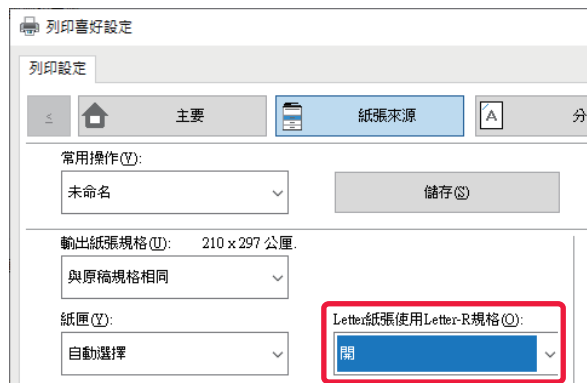 列印喜好設定
列印設定
≤
主要
紙張來源
A
分
常用操作(V):
未命名
儲存(S)
輸出紙張規格(U): 210 x 297 公厘.
與原稿規格相同
紙匣(Y):
Letter紙張使用Letter-R規格(O):
自動選擇
開